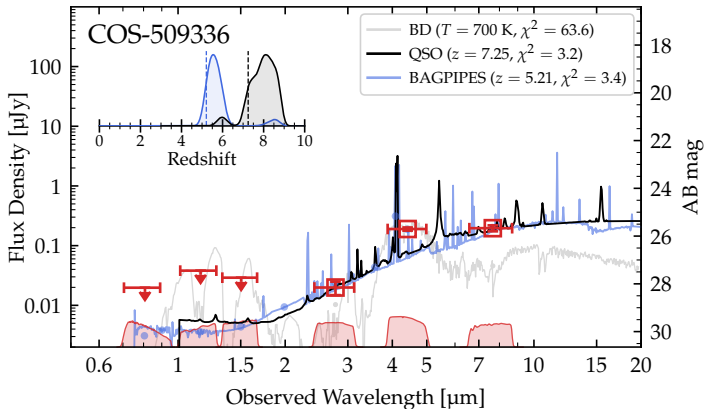 COS-509336
BD (T = 700 K, χ² = 63.6)
QSO (z = 7.25, χ² = 3.2)
BAGPIPES (z = 5.21, χ² = 3.4)
0 2 4 6 8 10
Redshift
Flux Density [μJy]
100
10
1
0.1
0.01
18
20
22
24
26
28
30
AB mag
0.6 1 1.5 2 3 4 5 7 10 15 20
Observed Wavelength [μm]